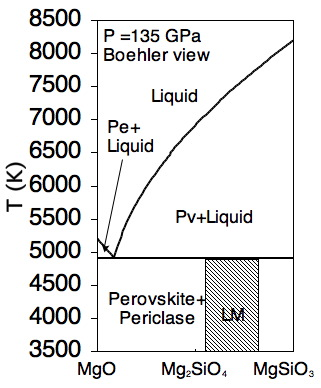 P =135 GPa
Boehler view
8500
8000
7500
7000
6500
6000
5500
5000
4500
4000
3500
T (K)
Liquid
Pe+
Liquid
Pv+Liquid
Perovskite+
Periclase
LM
MgO
Mg₂SiO₄
MgSiO₃